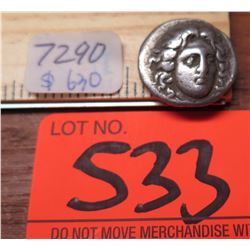 7290
$ 630
LOT NO.
533
DO NOT MOVE MERCHANDISE WI